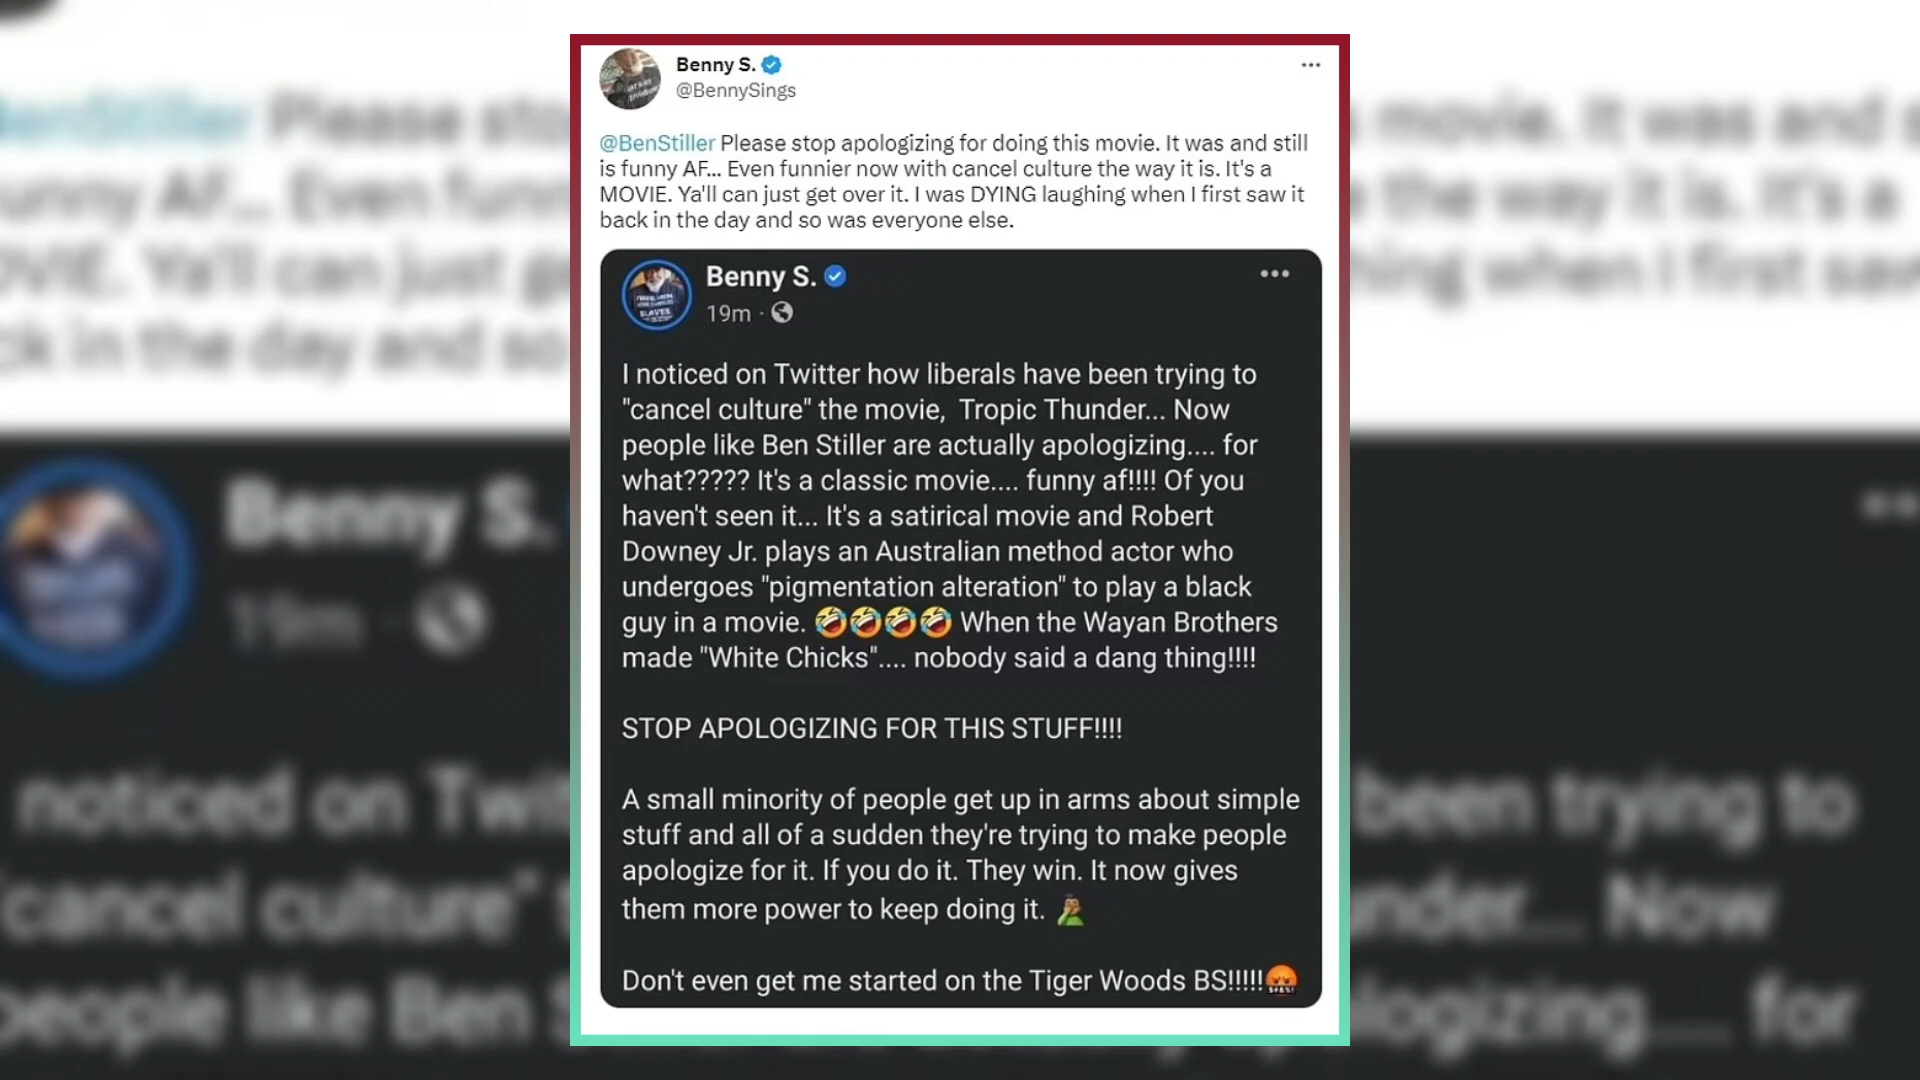 Benny S.
@BennySings
@BenStiller Please stop apologizing for doing this movie. It was and still
is funny AF... Even funnier now with cancel culture the way it is. It's a
MOVIE. Ya'll can just get over it. I was DYING laughing when I first saw it
back in the day and so was everyone else.
Benny S.
19m ·
I noticed on Twitter how liberals have been trying to
"cancel culture" the movie, Tropic Thunder... Now
people like Ben Stiller are actually apologizing.... for
what????? It's a classic movie.... funny af!!!! Of you
haven't seen it... It's a satirical movie and Robert
Downey Jr. plays an Australian method actor who
undergoes "pigmentation alteration" to play a black
guy in a movie. 🤣🤣🤣🤣 When the Wayan Brothers
made "White Chicks".... nobody said a dang thing!!!!
STOP APOLOGIZING FOR THIS STUFF!!!!
A small minority of people get up in arms about simple
stuff and all of a sudden they're trying to make people
apologize for it. If you do it. They win. It now gives
them more power to keep doing it.
Don't even get me started on the Tiger Woods BS!!!!!🤬